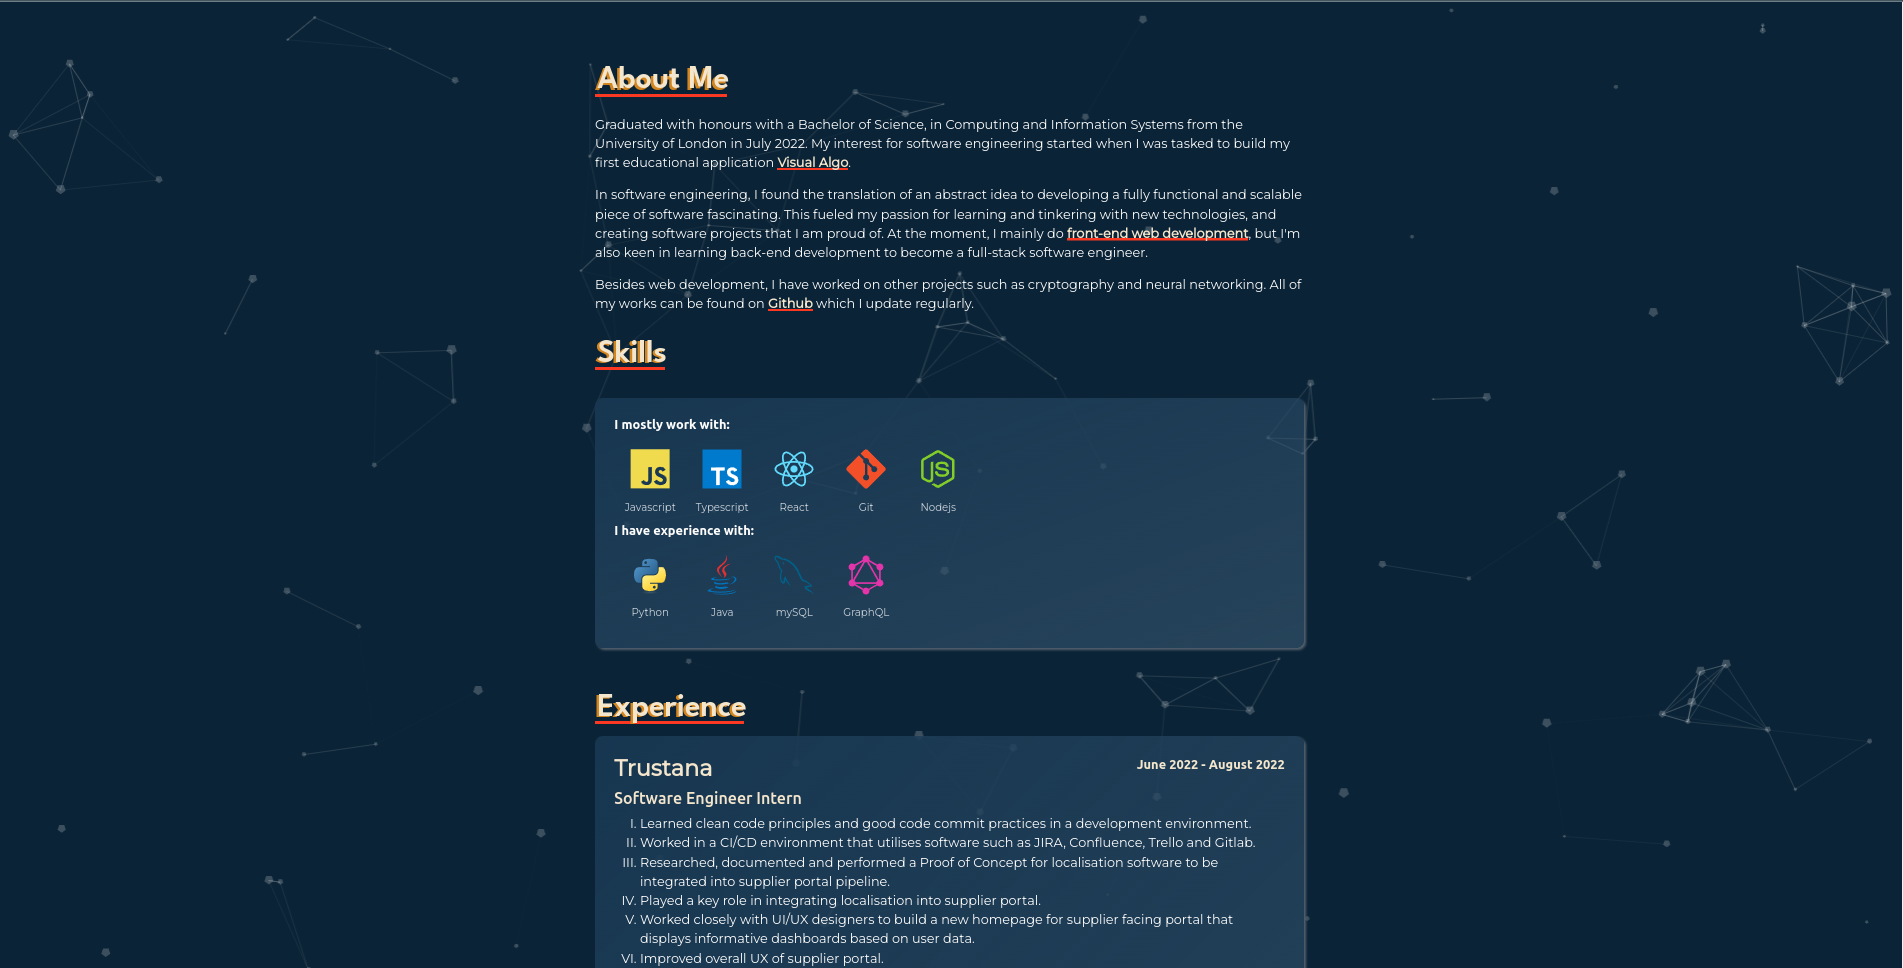 About Me
Graduated with honours with a Bachelor of Science, in Computing and Information Systems from the
University of London in July 2022. My interest for software engineering started when I was tasked to build my
first educational application Visual Algo.
In software engineering, I found the translation of an abstract idea to developing a fully functional and scalable
piece of software fascinating. This fueled my passion for learning and tinkering with new technologies, and
creating software projects that I am proud of. At the moment, I mainly do front-end web development, but I'm
also keen in learning back-end development to become a full-stack software engineer.
Besides web development, I have worked on other projects such as cryptography and neural networking. All of
my works can be found on Github which I update regularly.
Skills
I mostly work with:
JS TS JS
Javascript Typescript React Git Nodejs
I have experience with:
Python Java mySQL GraphQL
Experience
Trustana June 2022 - August 2022
Software Engineer Intern
I. Learned clean code principles and good code commit practices in a development environment.
II. Worked in a CI/CD environment that utilises software such as JIRA, Confluence, Trello and Gitlab.
III. Researched, documented and performed a Proof of Concept for localisation software to be
integrated into supplier portal pipeline.
IV. Played a key role in integrating localisation into supplier portal.
V. Worked closely with UI/UX designers to build a new homepage for supplier facing portal that
displays informative dashboards based on user data.
VI. Improved overall UX of supplier portal.